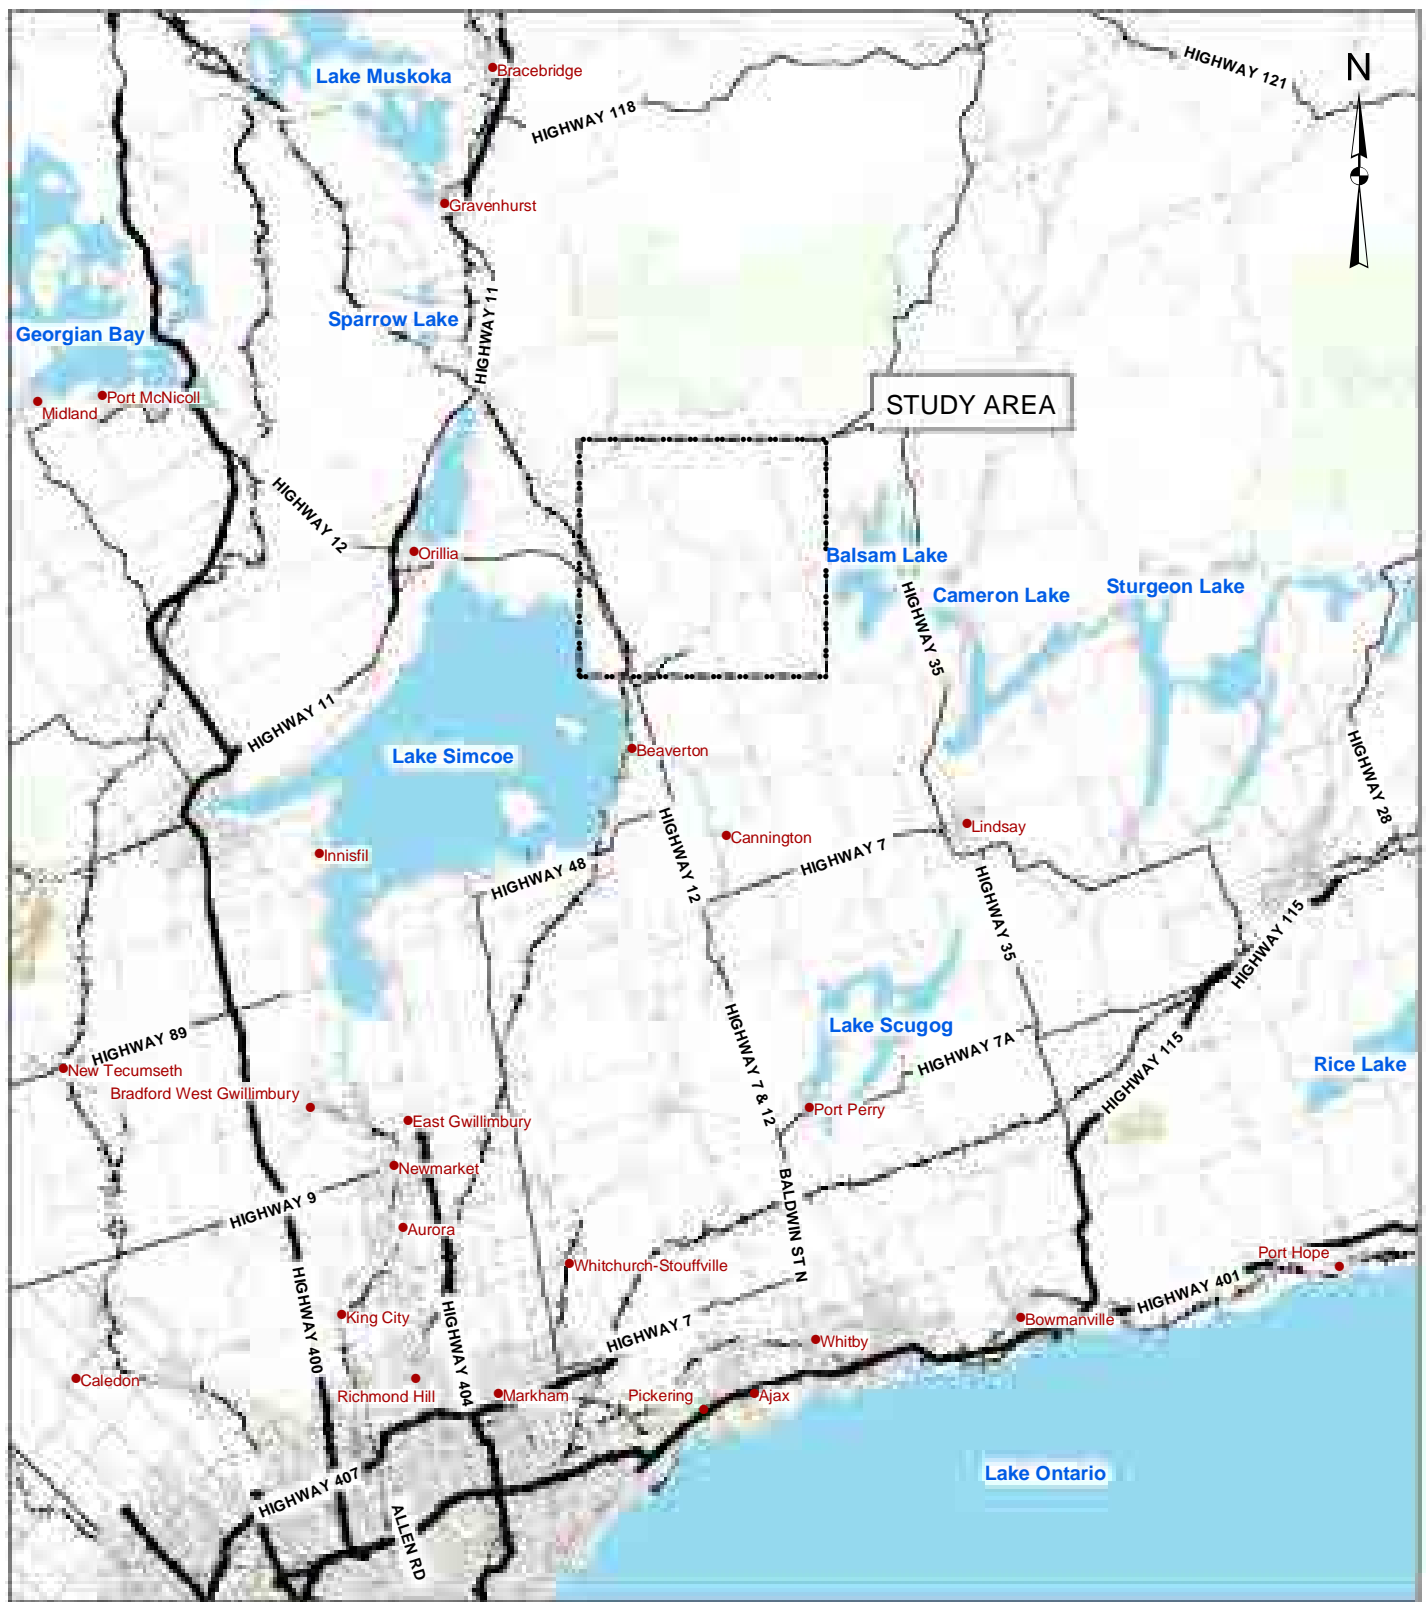 Lake Muskoka
Bracebridge
HIGHWAY 121
N
HIGHWAY 118
Gravenhurst
HIGHWAY 11
Sparrow Lake
Georgian Bay
Port McNicoll
Midland
STUDY AREA
HIGHWAY 12
Orillia
Balsam Lake
Cameron Lake
Sturgeon Lake
HIGHWAY 35
HIGHWAY 11
Lake Simcoe
Beaverton
HIGHWAY 28
HIGHWAY 12
Cannington
Lindsay
HIGHWAY 7
Innisfil
HIGHWAY 48
HIGHWAY 35
HIGHWAY 115
HIGHWAY 89
New Tecumseth
Lake Scugog
HIGHWAY 7A
HIGHWAY 7 & 12
HIGHWAY 115
Rice Lake
Bradford West Gwillimbury
East Gwillimbury
Port Perry
Newmarket
HIGHWAY 9
Aurora
BALDWIN ST N
Whitchurch-Stouffville
Port Hope
HIGHWAY 401
HIGHWAY 400
King City
HIGHWAY 404
HIGHWAY 7
Whitby
Bowmanville
Caledon
Richmond Hill
Markham
Pickering
Ajax
Lake Ontario
HIGHWAY 407
ALLEN RD